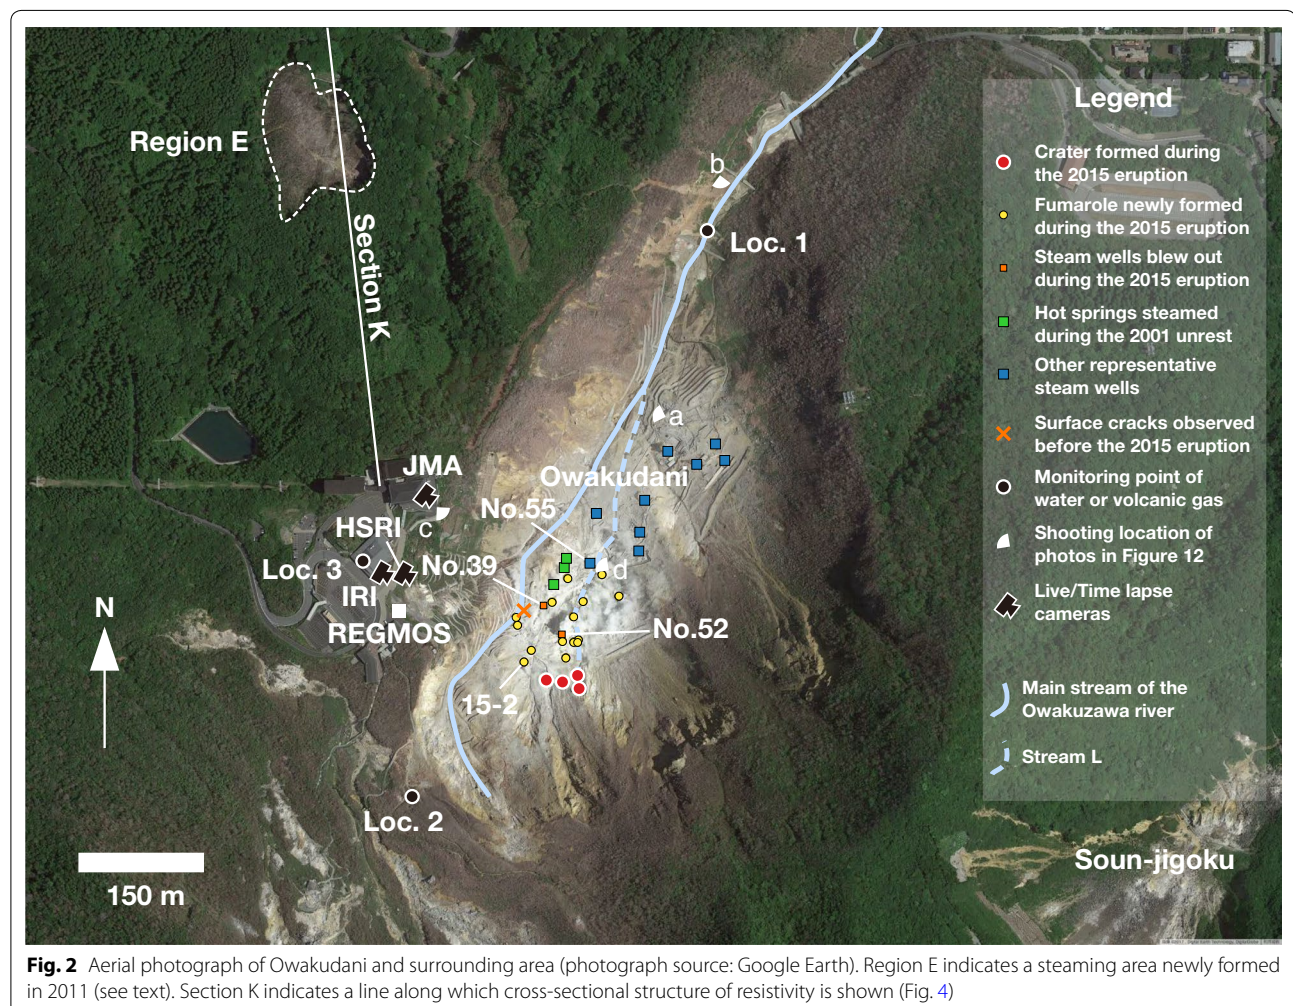 Region E
Section K
b
Loc. 1
a
Owakudani
JMA
c
No.55
HSRI
No.39
d
Loc. 3
IRI
REGMOS
No.52
15-2
Loc. 2
N
150 m
Soun-jigoku
Legend
Crater formed during
the 2015 eruption
Fumarole newly formed
during the 2015 eruption
Steam wells blew out
during the 2015 eruption
Hot springs steamed
during the 2001 unrest
Other representative
steam wells
Surface cracks observed
before the 2015 eruption
Monitoring point of
water or volcanic gas
Shooting location of
photos in Figure 12
Live/Time lapse
cameras
Main stream of the
Owakuzawa river
Stream L
Fig. 2 Aerial photograph of Owakudani and surrounding area (photograph source: Google Earth). Region E indicates a steaming area newly formed
in 2011 (see text). Section K indicates a line along which cross-sectional structure of resistivity is shown (Fig. 4)